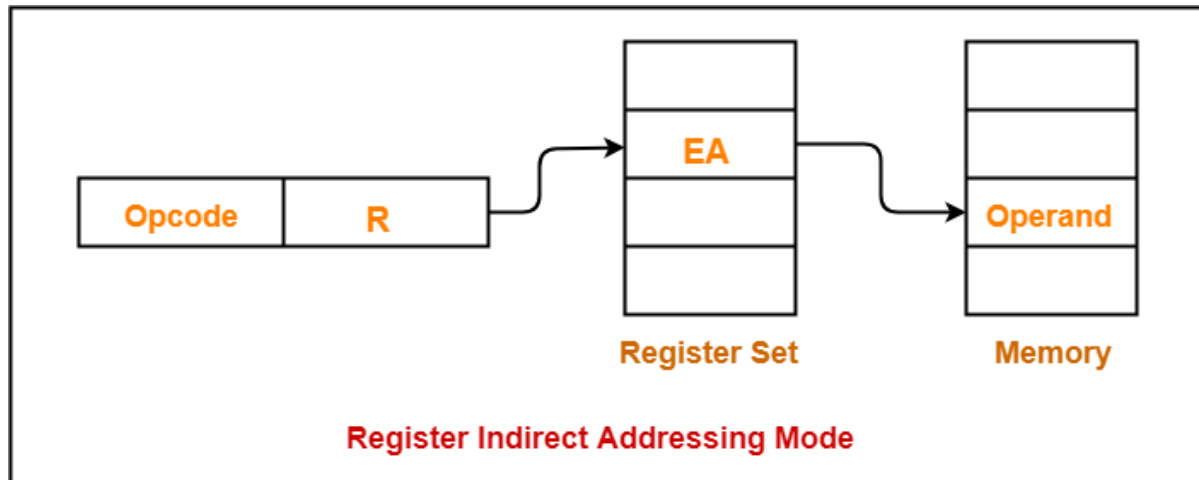 Opcode
R
EA
Operand
Register Set
Memory
Register Indirect Addressing Mode